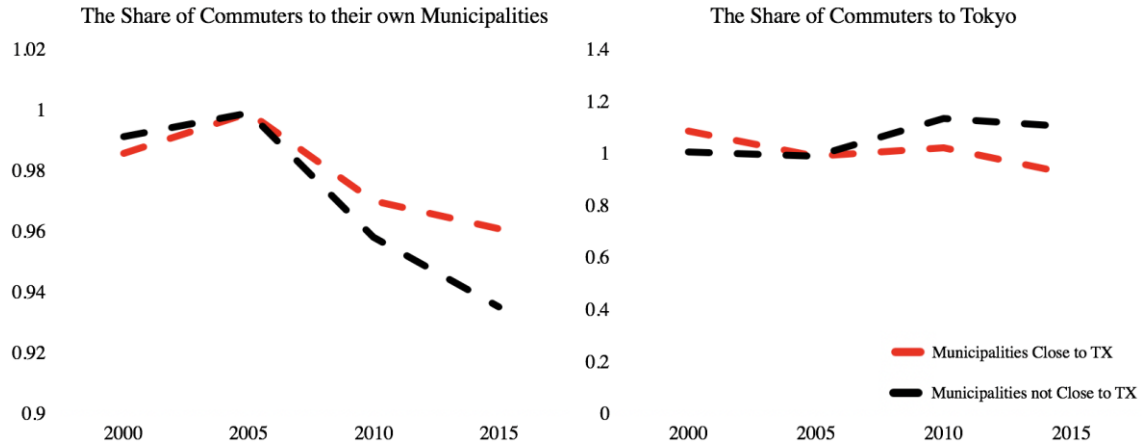 The Share of Commuters to their own Municipalities
1.02
1
0.98
0.96
0.94
0.92
0.9
2000 2005 2010 2015
The Share of Commuters to Tokyo
1.4
1.2
1
0.8
0.6
0.4
0.2
0
2000 2005 2010 2015
Municipalities Close to TX
Municipalities not Close to TX